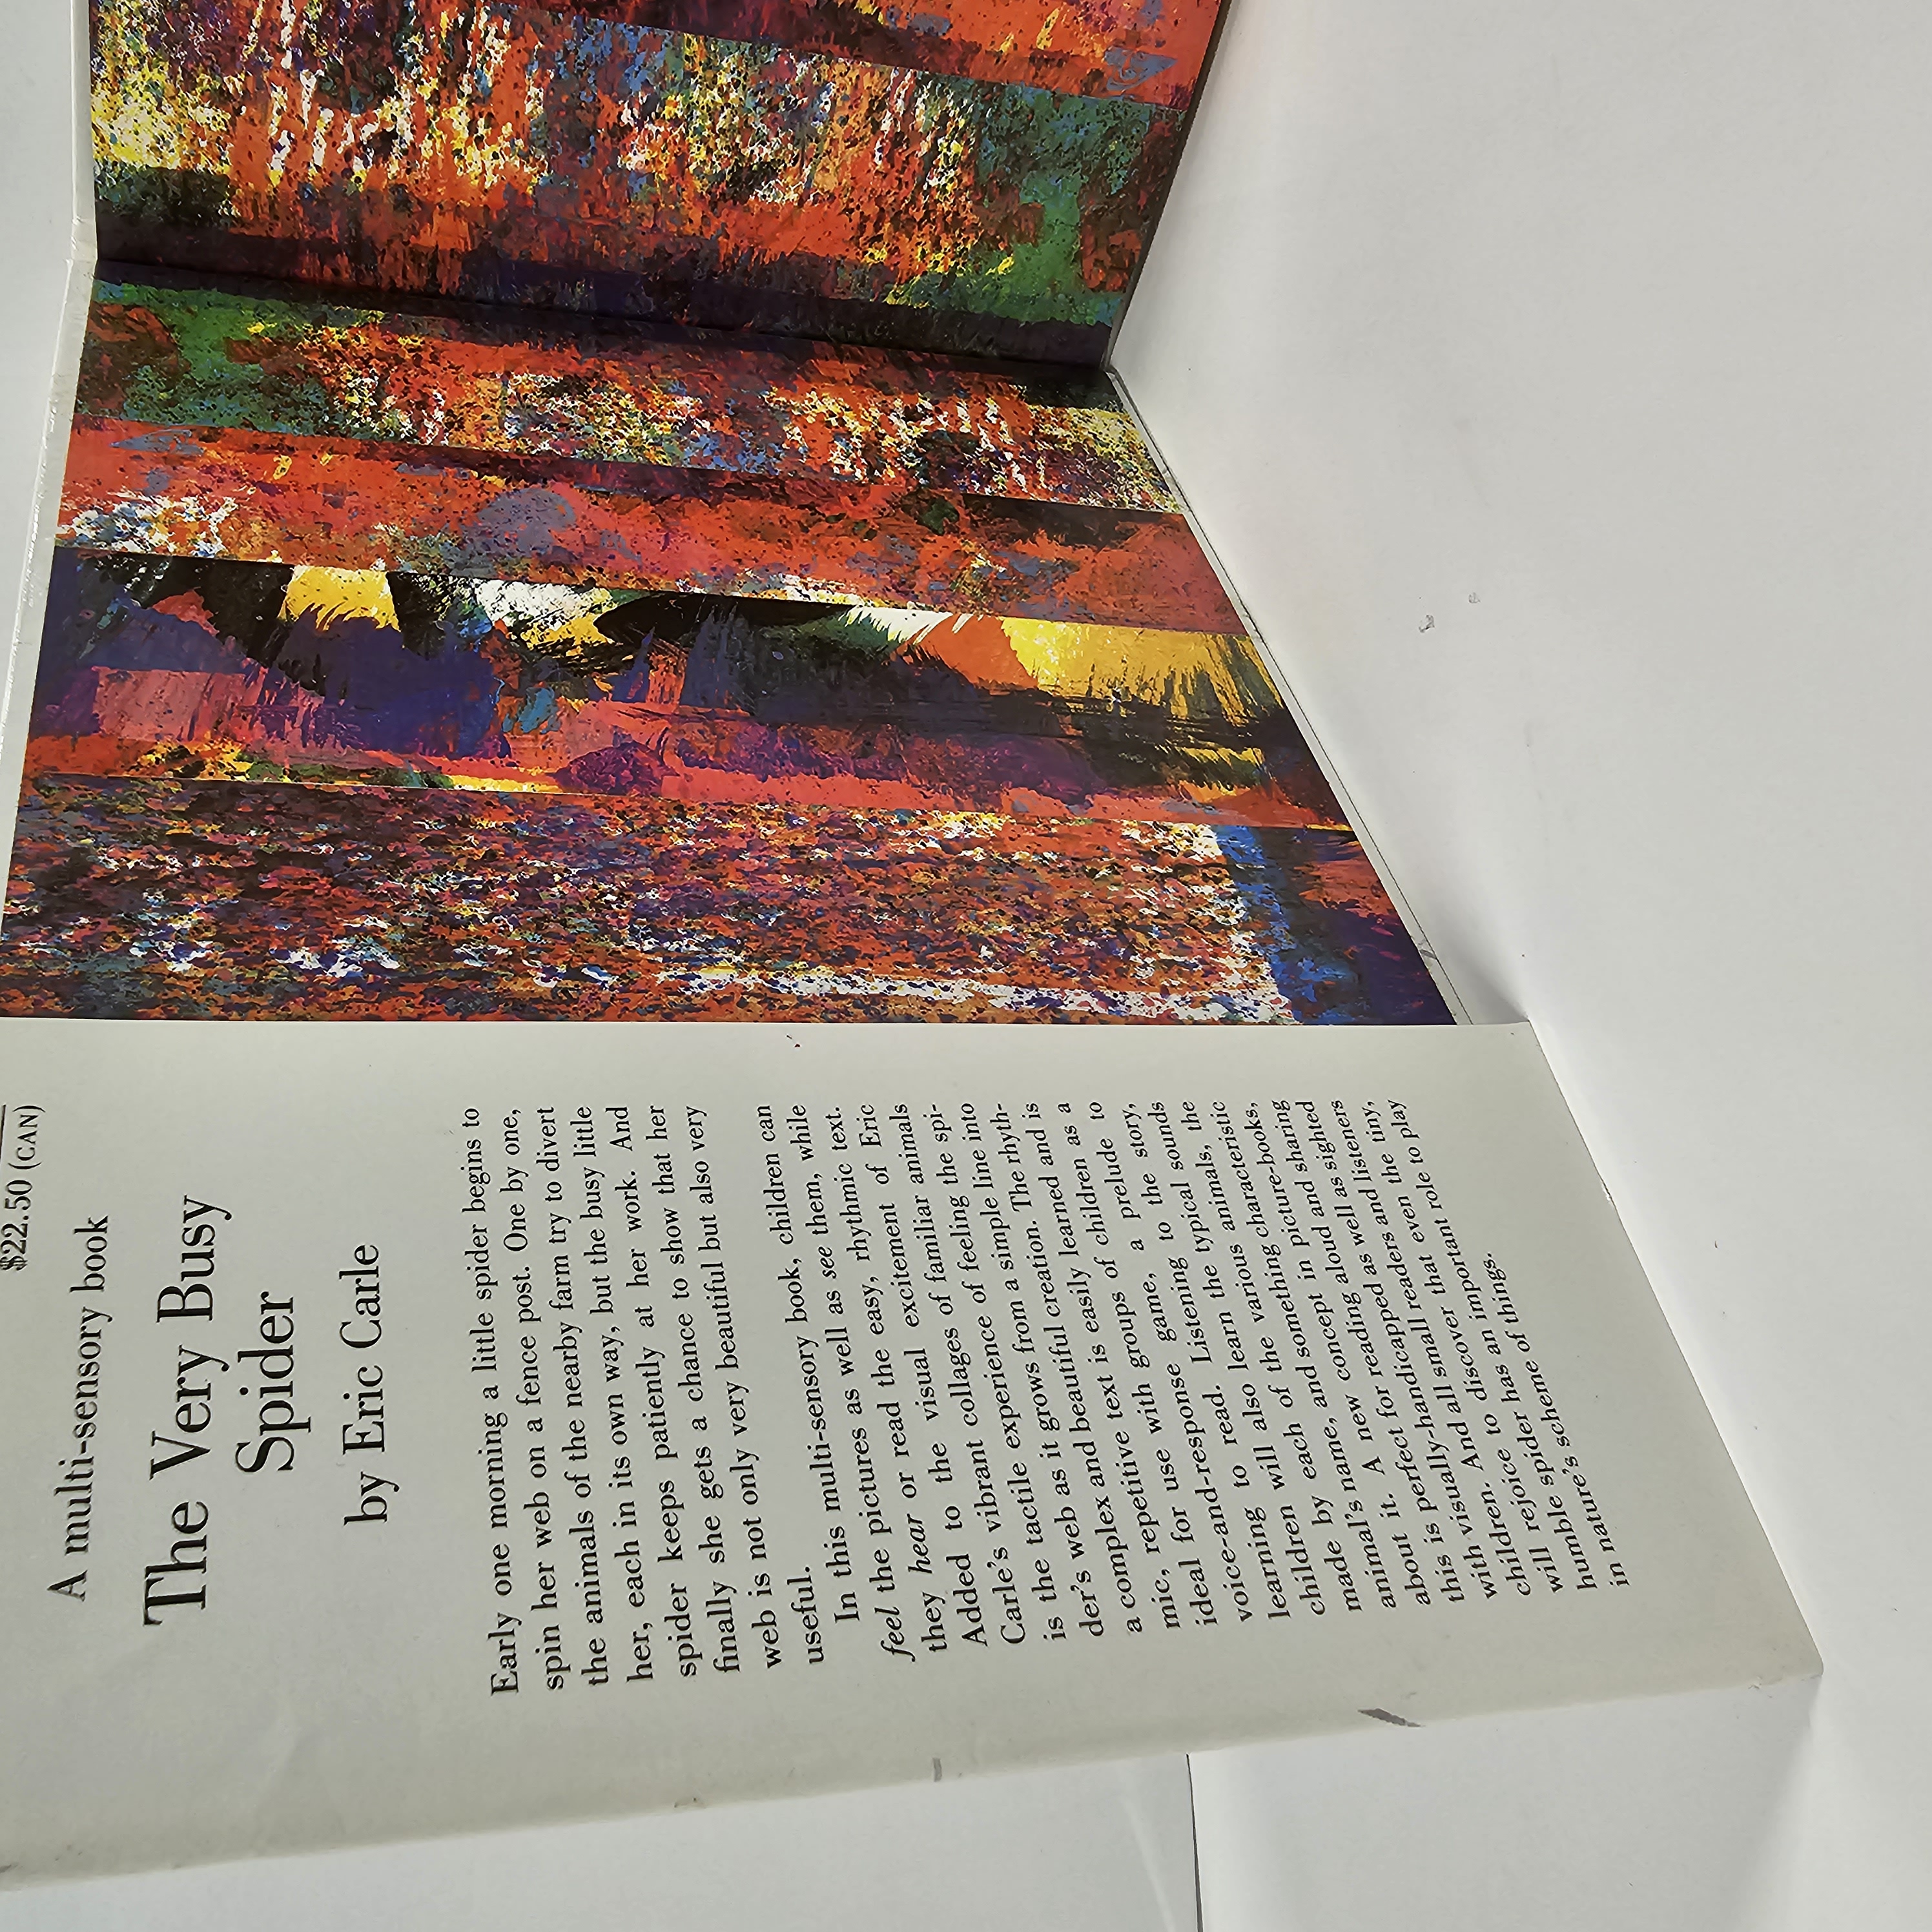 $22.50 (CAN)
A multi-sensory book
The Very Busy
Spider
by Eric Carle
Early one morning a little spider begins to
spin her web on a fence post. One by one,
the animals of the nearby farm try to divert
her, each in its own way, but the busy little
spider keeps patiently at her work. And
finally she gets a chance to show that her
web is not only very beautiful but also very
useful.
In this multi-sensory book, children can
feel the pictures as well as see them, while
they hear or read the easy, rhythmic text.
Added to the visual excitement of Eric
Carle's vibrant collages of familiar animals
is the tactile experience of feeling the spi-
der's web as it grows from a simple line into
a complex and beautiful creation. The rhyth-
mic, repetitive text is easily learned and is
ideal for use with groups of children as a
voice-and-response game, a prelude to
learning to read. Listening to the story,
children will also learn the typical sounds
made by each of the various animals, the
animal's name, and something characteristic
about it. A new concept in picture-books,
this is perfect for reading aloud and sharing
with visually-handicapped as well as sighted
children. And all small readers and listeners
will rejoice to discover that even the tiny,
humble spider has an important role to play
in nature's scheme of things.